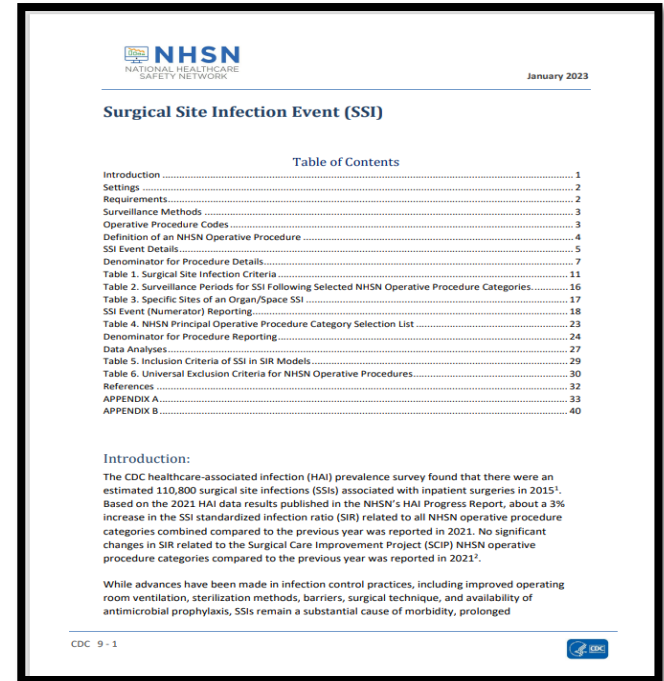 NHSN
NATIONAL HEALTHCARE
SAFETY NETWORK
January 2023
Surgical Site Infection Event (SSI)
Table of Contents
Introduction ........ 1
Settings ........ 2
Requirements ........ 2
Surveillance Methods ........ 3
Operative Procedure Codes ........ 3
Definition of an NHSN Operative Procedure ........ 4
SSI Event Details ........ 5
Denominator for Procedure Details ........ 7
Table 1. Surgical Site Infection Criteria ........ 11
Table 2. Surveillance Periods for SSI Following Selected NHSN Operative Procedure Categories. ........ 16
Table 3. Specific Sites of an Organ/Space SSI ........ 17
SSI Event (Numerator) Reporting ........ 18
Table 4. NHSN Principal Operative Procedure Category Selection List ........ 23
Denominator for Procedure Reporting ........ 24
Data Analyses ........ 27
Table 5. Inclusion Criteria of SSI in SIR Models ........ 29
Table 6. Universal Exclusion Criteria for NHSN Operative Procedures ........ 30
References ........ 32
APPENDIX A ........ 33
APPENDIX B ........ 40
Introduction:
The CDC healthcare-associated infection (HAI) prevalence survey found that there were an
estimated 110,800 surgical site infections (SSIs) associated with inpatient surgeries in 2015¹.
Based on the 2021 HAI data results published in the NHSN's HAI Progress Report, about a 3%
increase in the SSI standardized infection ratio (SIR) related to all NHSN operative procedure
categories combined compared to the previous year was reported in 2021. No significant
changes in SIR related to the Surgical Care Improvement Project (SCIP) NHSN operative
procedure categories compared to the previous year was reported in 2021².
While advances have been made in infection control practices, including improved operating
room ventilation, sterilization methods, barriers, surgical technique, and availability of
antimicrobial prophylaxis, SSIs remain a substantial cause of morbidity, prolonged
CDC 9 - 1
CDC